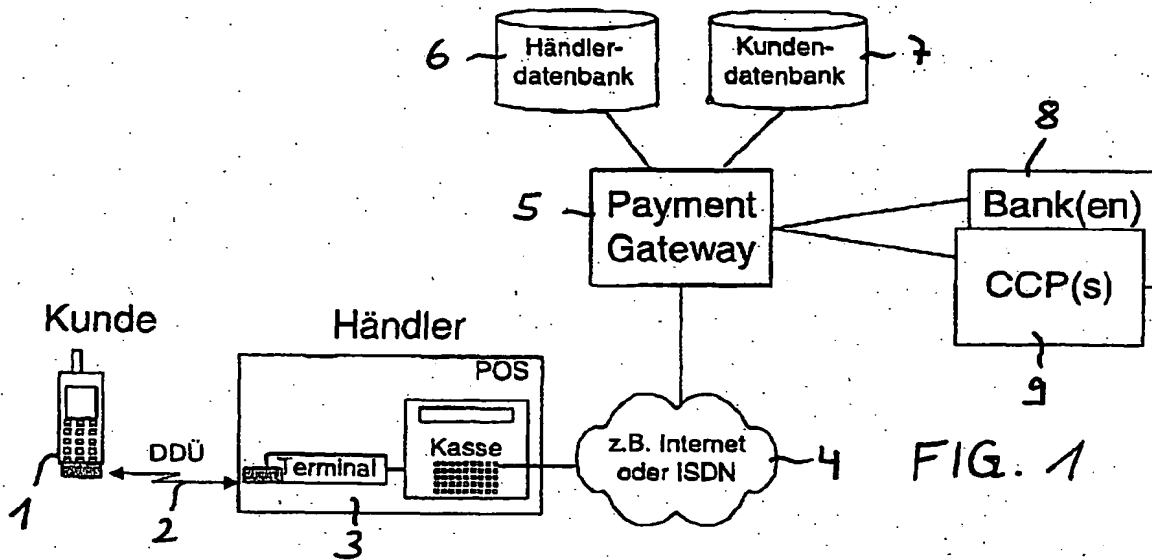 6
Händler-
datenbank
Kunden-
datenbank
7
8
5
Payment
Gateway
Bank(en)
CCP(s)
9
Kunde
Händler
POS
1
DDÜ
2
Terminal
3
Kasse
z.B. Internet
oder ISDN
4
FIG. 1